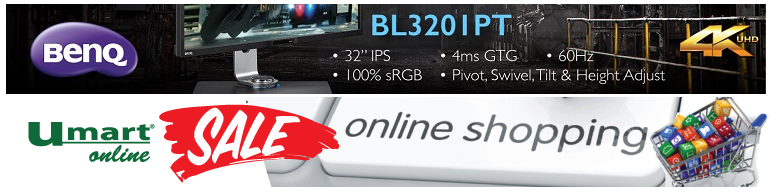 BenQ
BL3201PT
• 32” IPS • 4ms GTG • 60Hz
• 100% sRGB • Pivot, Swivel, Tilt & Height Adjust
4K UHD
Umart®
online
SALE
online shopping